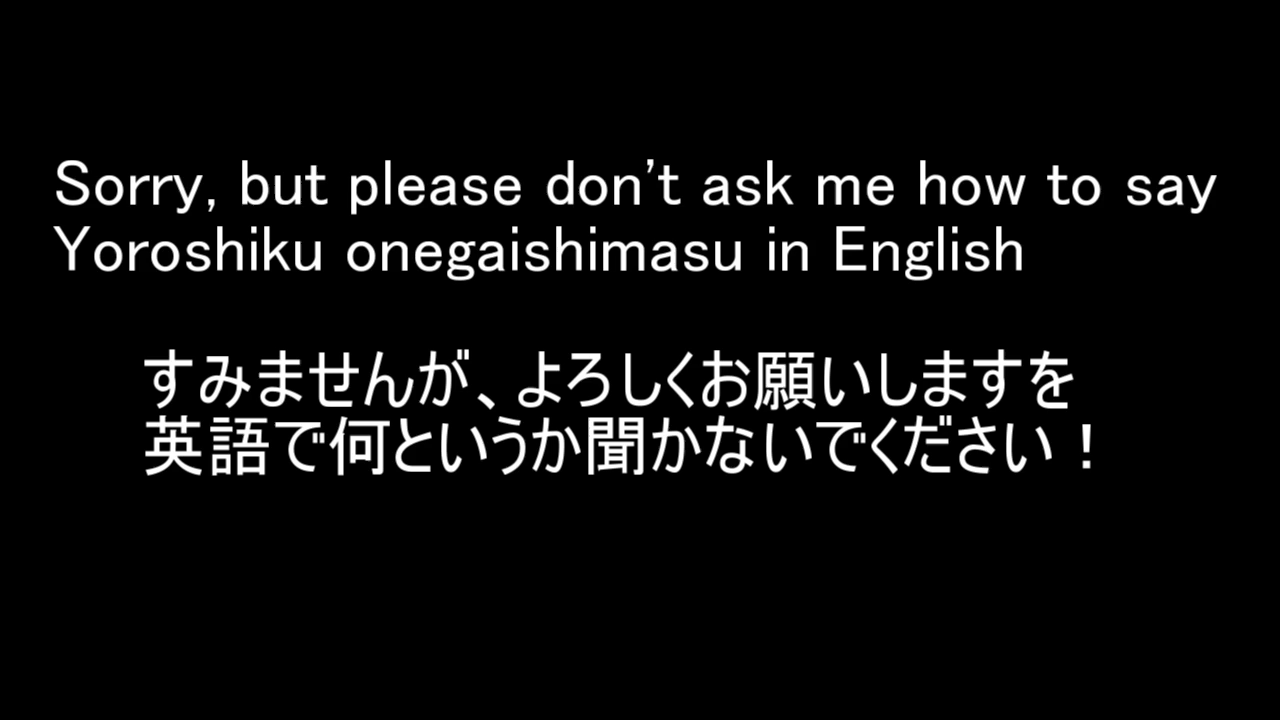 Sorry, but please don't ask me how to say
Yoroshiku onegaishimasu in English
すみませんが、よろしくお願いしますを
英語で何というか聞かないでください！